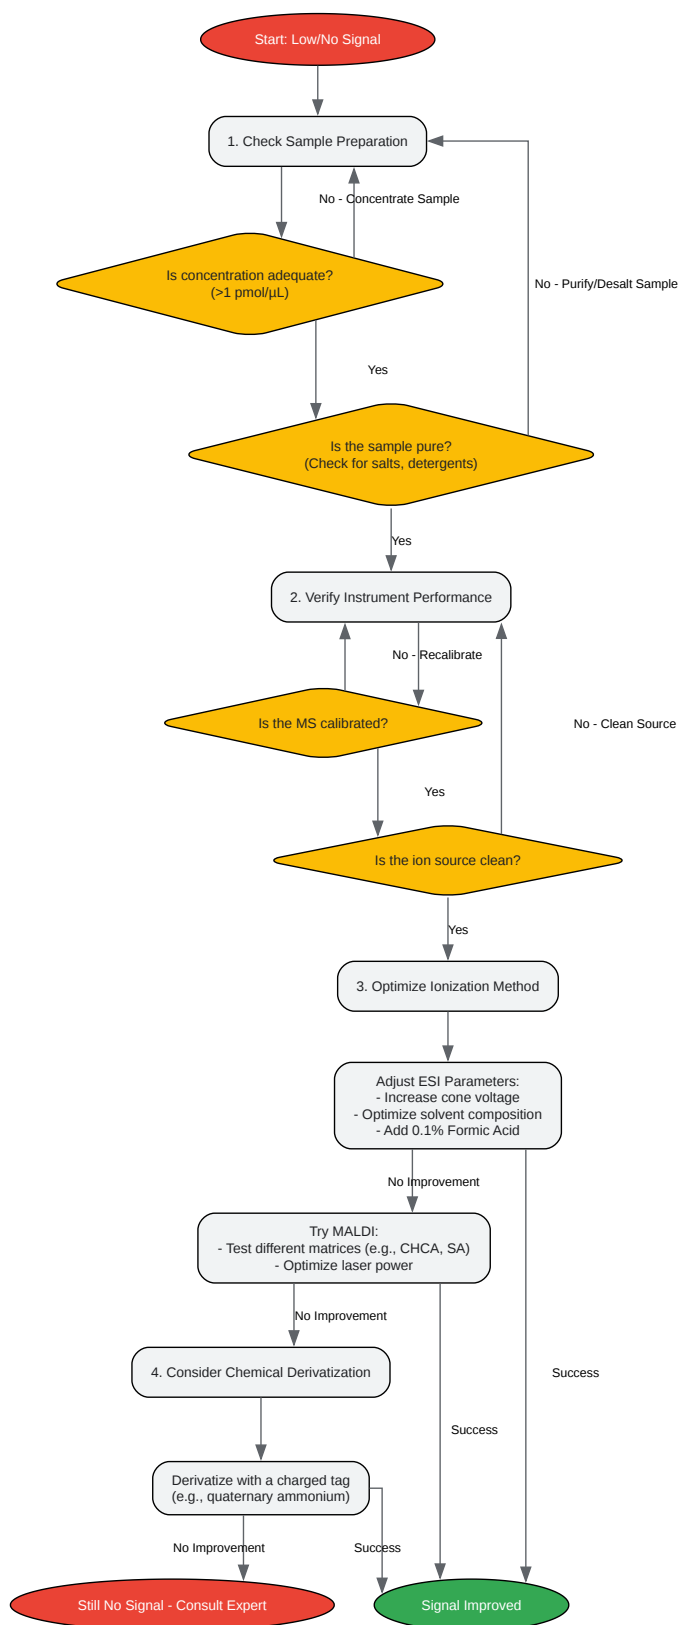 Start: Low/No Signal
1. Check Sample Preparation
No - Concentrate Sample
Is concentration adequate?
(>1 pmol/µL)
No - Purify/Desalt Sample
Yes
Is the sample pure?
(Check for salts, detergents)
Yes
2. Verify Instrument Performance
No - Recalibrate
Is the MS calibrated?
No - Clean Source
Yes
Is the ion source clean?
Yes
3. Optimize Ionization Method
Adjust ESI Parameters:
- Increase cone voltage
- Optimize solvent composition
- Add 0.1% Formic Acid
No Improvement
Try MALDI:
- Test different matrices (e.g., CHCA, SA)
- Optimize laser power
No Improvement
4. Consider Chemical Derivatization
Success
Success
Derivatize with a charged tag
(e.g., quaternary ammonium)
No Improvement
Success
Still No Signal - Consult Expert
Signal Improved